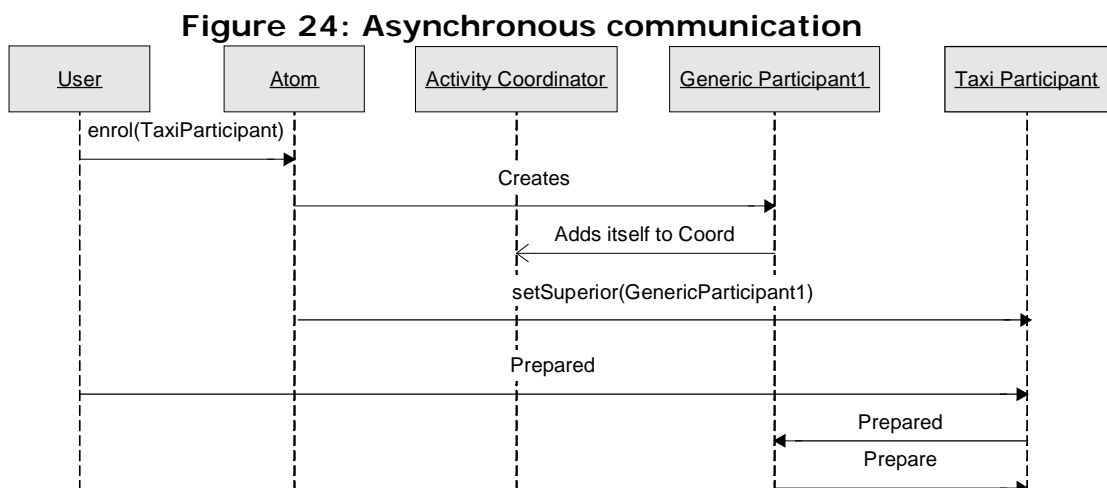 Figure 24: Asynchronous communication
User
Atom
Activity Coordinator
Generic Participant1
Taxi Participant
enrol(TaxiParticipant)
Creates
Adds itself to Coord
setSuperior(GenericParticipant1)
Prepared
Prepared
Prepare